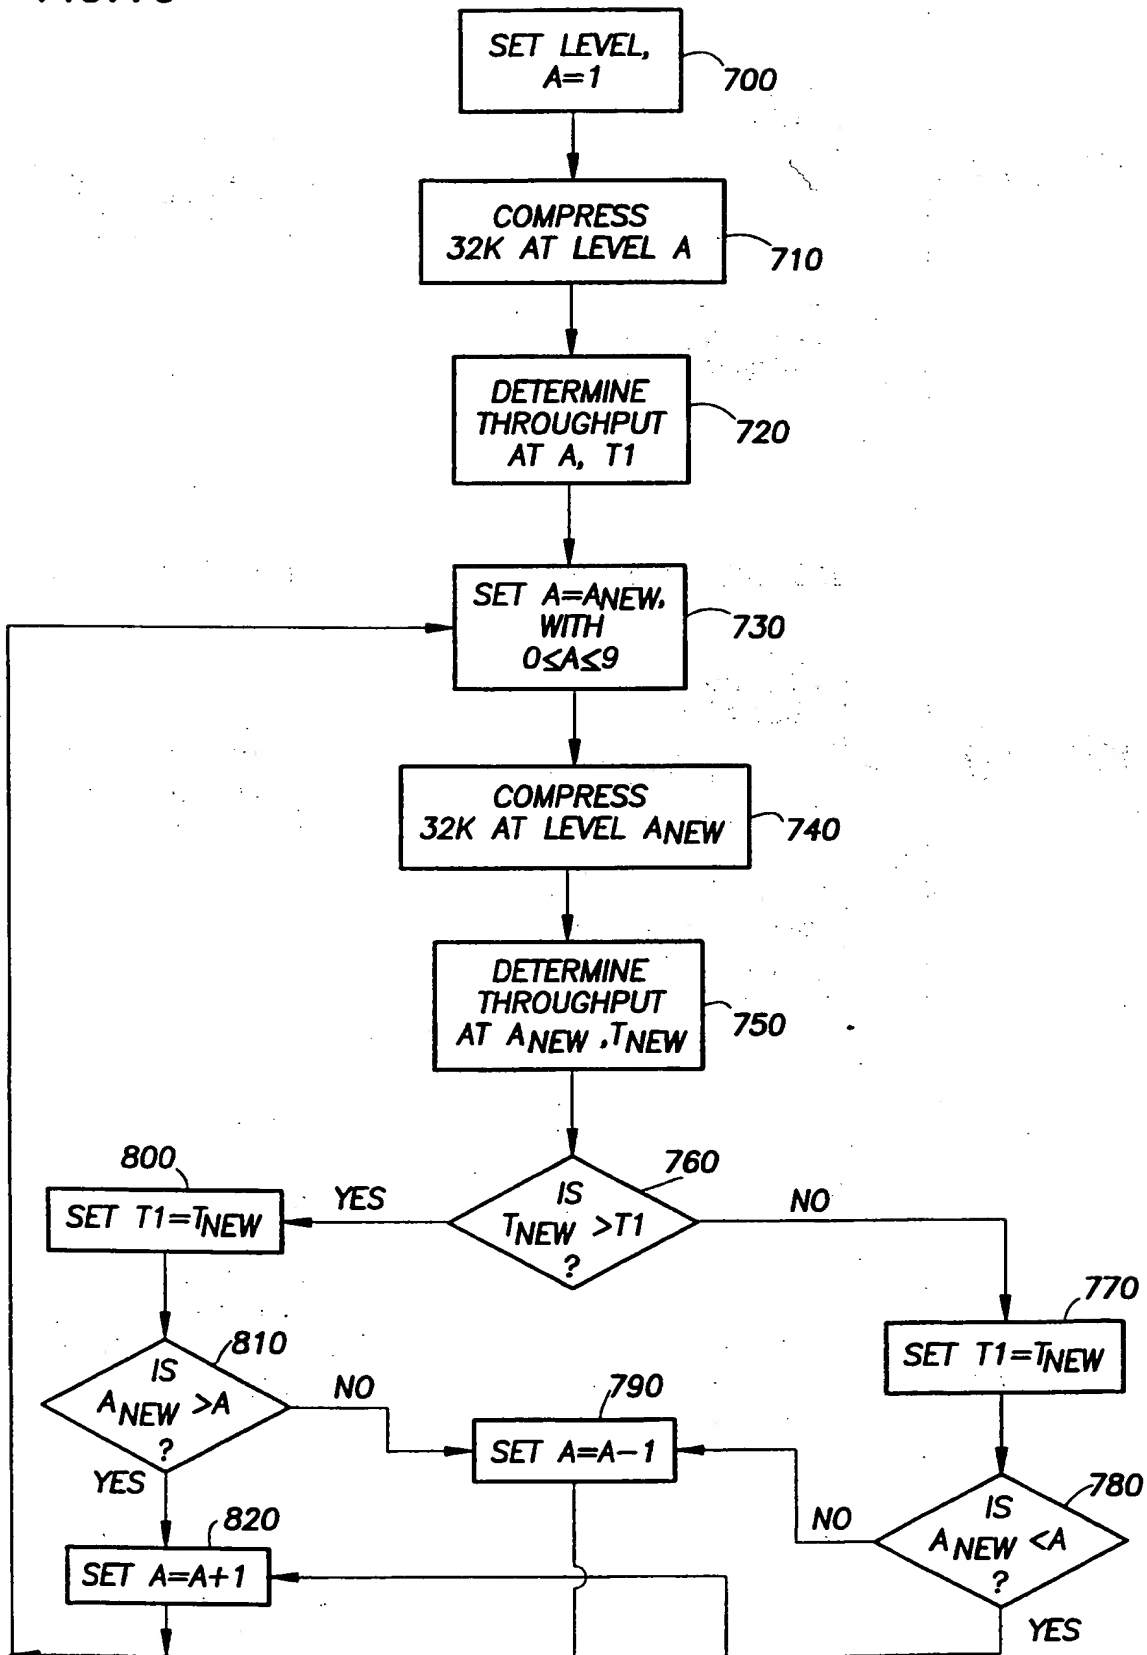 SET LEVEL,
A=1
700
COMPRESS
32K AT LEVEL A
710
DETERMINE
THROUGHPUT
AT A, T1
720
SET A=ANEW,
WITH
0≤A≤9
730
COMPRESS
32K AT LEVEL ANEW
740
DETERMINE
THROUGHPUT
AT ANEW ,TNEW
750
800
SET T1=TNEW
YES
760
IS
TNEW >T1
?
NO
770
SET T1=TNEW
810
IS
ANEW >A
?
NO
YES
790
SET A=A-1
780
IS
ANEW <A
?
NO
YES
820
SET A=A+1